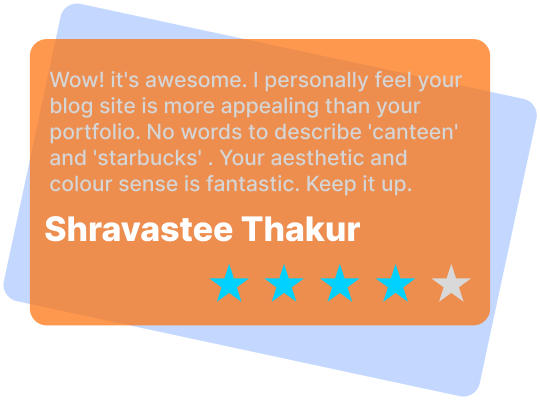 Wow! it's awesome. I personally feel your
blog site is more appealing than your
portfolio. No words to describe 'canteen'
and 'starbucks' . Your aesthetic and
colour sense is fantastic. Keep it up.
Shravastee Thakur